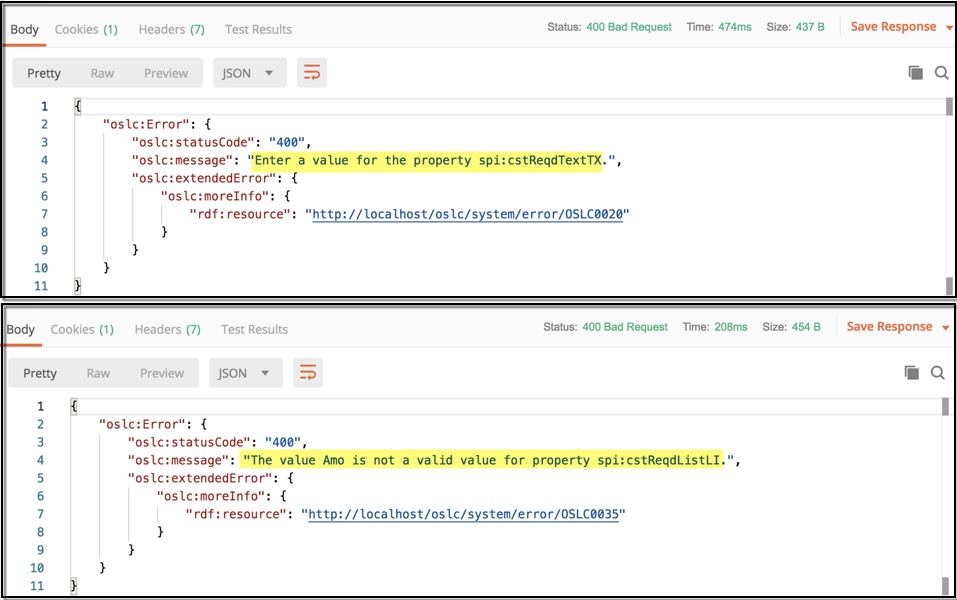 Body Cookies (1) Headers (7) Test Results Status: 400 Bad Request Time: 474ms Size: 437 B Save Response
Pretty Raw Preview JSON
1 {
2 "oslc:Error": {
3 "oslc:statusCode": "400",
4 "oslc:message": "Enter a value for the property spi:cstReqdTextTX.",
5 "oslc:extendedError": {
6 "oslc:moreInfo": {
7 "rdf:resource": "http://localhost/oslc/system/error/OSLC0020"
8 }
9 }
10 }
11 }
Body Cookies (1) Headers (7) Test Results Status: 400 Bad Request Time: 208ms Size: 454 B Save Response
Pretty Raw Preview JSON
1 {
2 "oslc:Error": {
3 "oslc:statusCode": "400",
4 "oslc:message": "The value Amo is not a valid value for property spi:cstReqdListLI.",
5 "oslc:extendedError": {
6 "oslc:moreInfo": {
7 "rdf:resource": "http://localhost/oslc/system/error/OSLC0035"
8 }
9 }
10 }
11 }